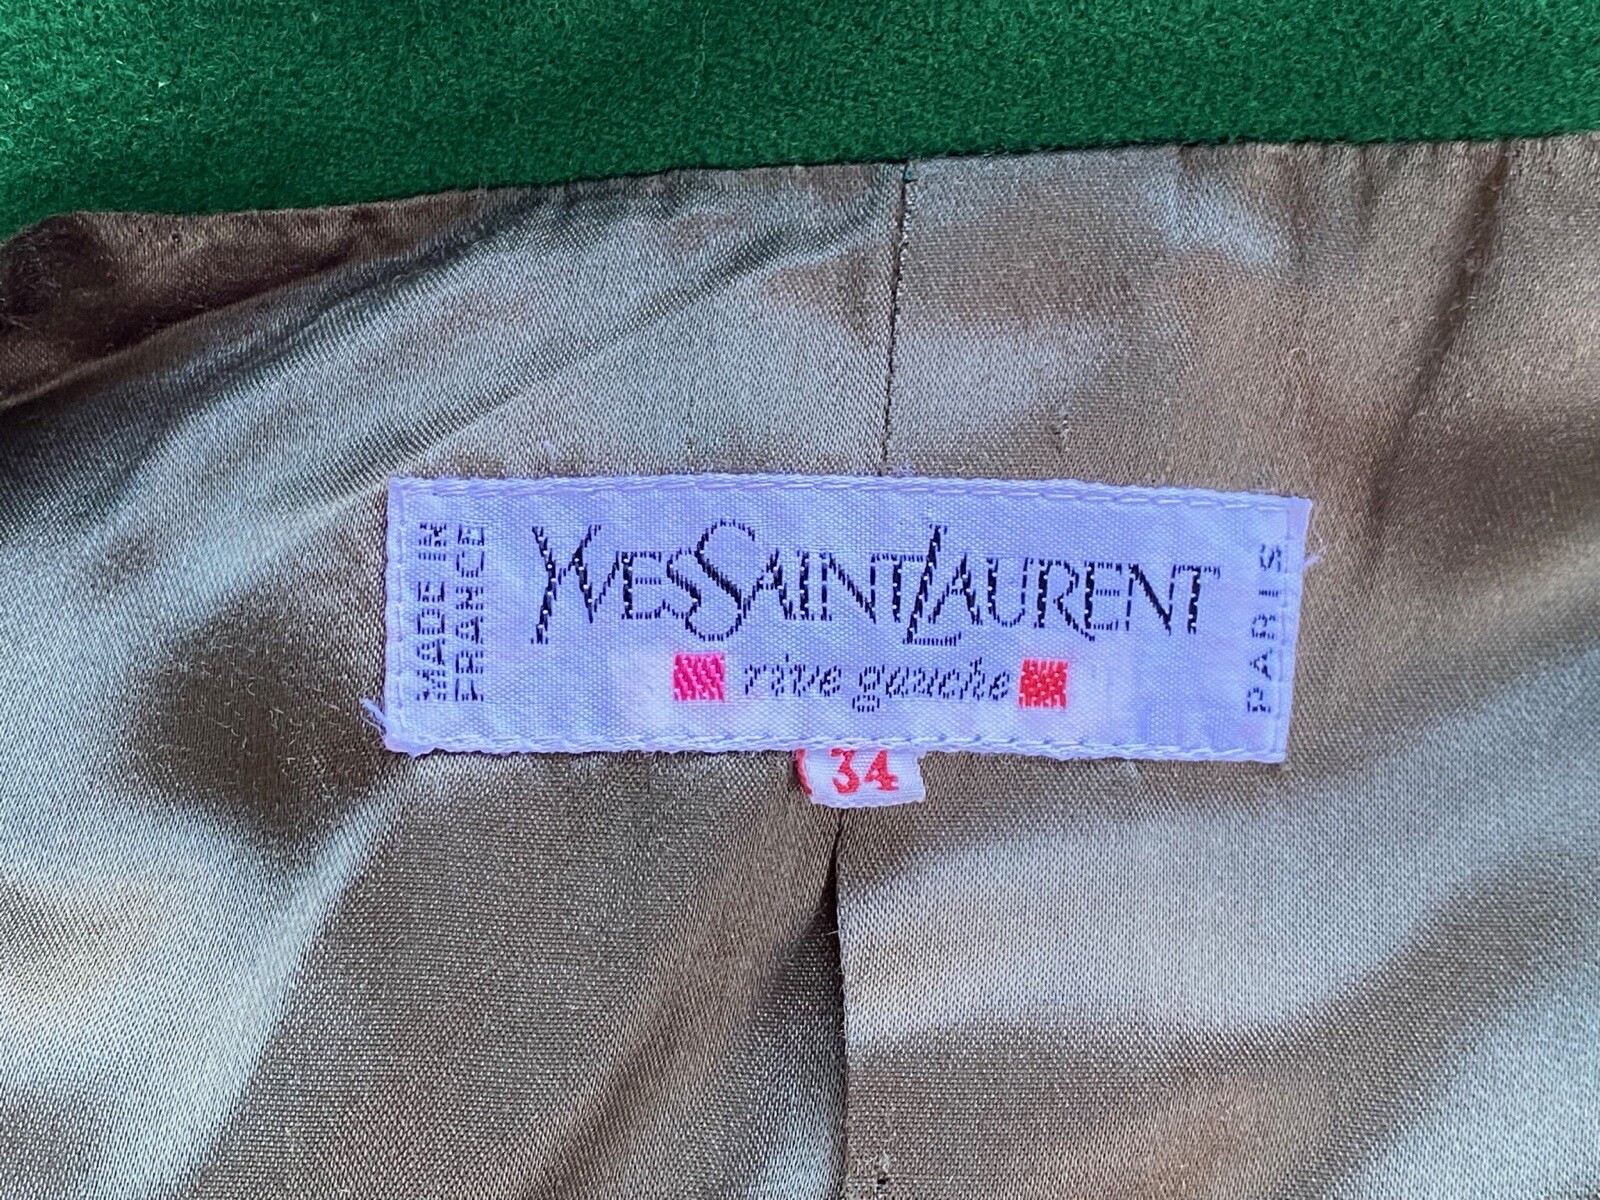 MADE IN
FRANCE
YVES SAINT LAURENT
rive gauche
PARIS
34